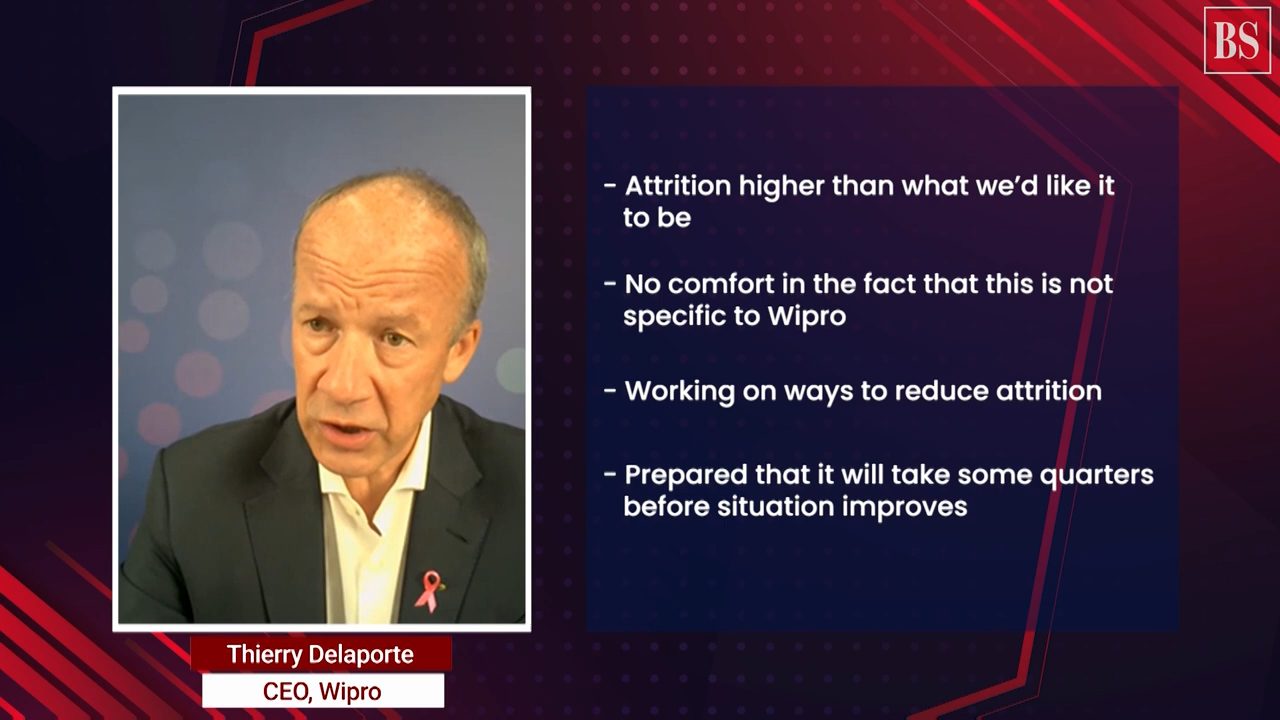 BS
- Attrition higher than what we’d like it
to be
- No comfort in the fact that this is not
specific to Wipro
- Working on ways to reduce attrition
- Prepared that it will take some quarters
before situation improves
Thierry Delaporte
CEO, Wipro